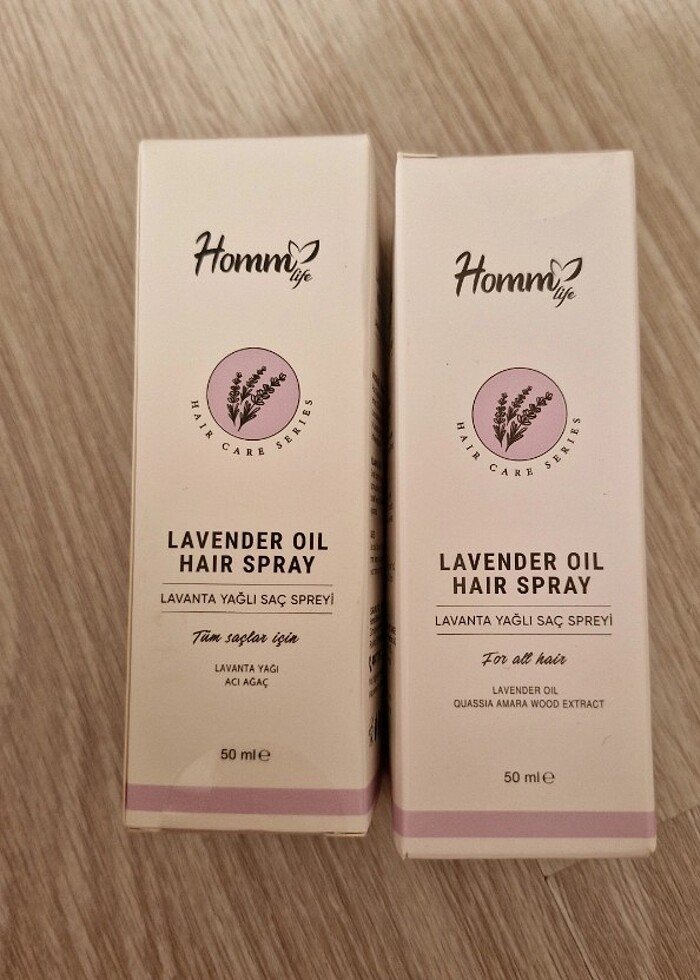 Homm
life
HAIR CARE SERIES
LAVENDER OIL
HAIR SPRAY
LAVANTA YAĞLI SAÇ SPREYİ
Tüm saçlar için
LAVANTA YAĞI
ACI AĞAÇ
50 ml ℮
Homm
life
HAIR CARE SERIES
LAVENDER OIL
HAIR SPRAY
LAVANTA YAĞLI SAÇ SPREYİ
For all hair
LAVENDER OIL
QUASSIA AMARA WOOD EXTRACT
50 ml ℮